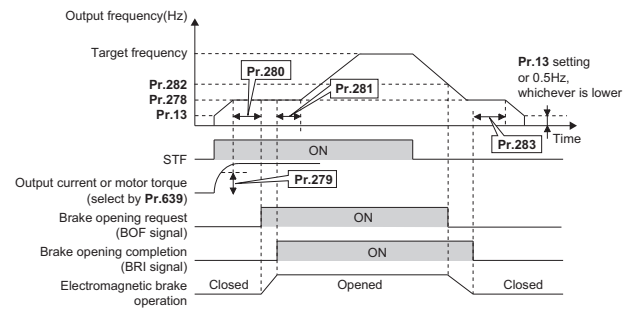 Output frequency(Hz)
Target frequency
Pr.280
Pr.13 setting
or 0.5Hz,
whichever is lower
Pr.282
Pr.281
Pr.278
Pr.13
Time
Pr.283
STF
ON
Output current or motor torque
(select by Pr.639)
Pr.279
Brake opening request
(BOF signal)
ON
Brake opening completion
(BRI signal)
ON
Electromagnetic brake
operation
Closed
Opened
Closed